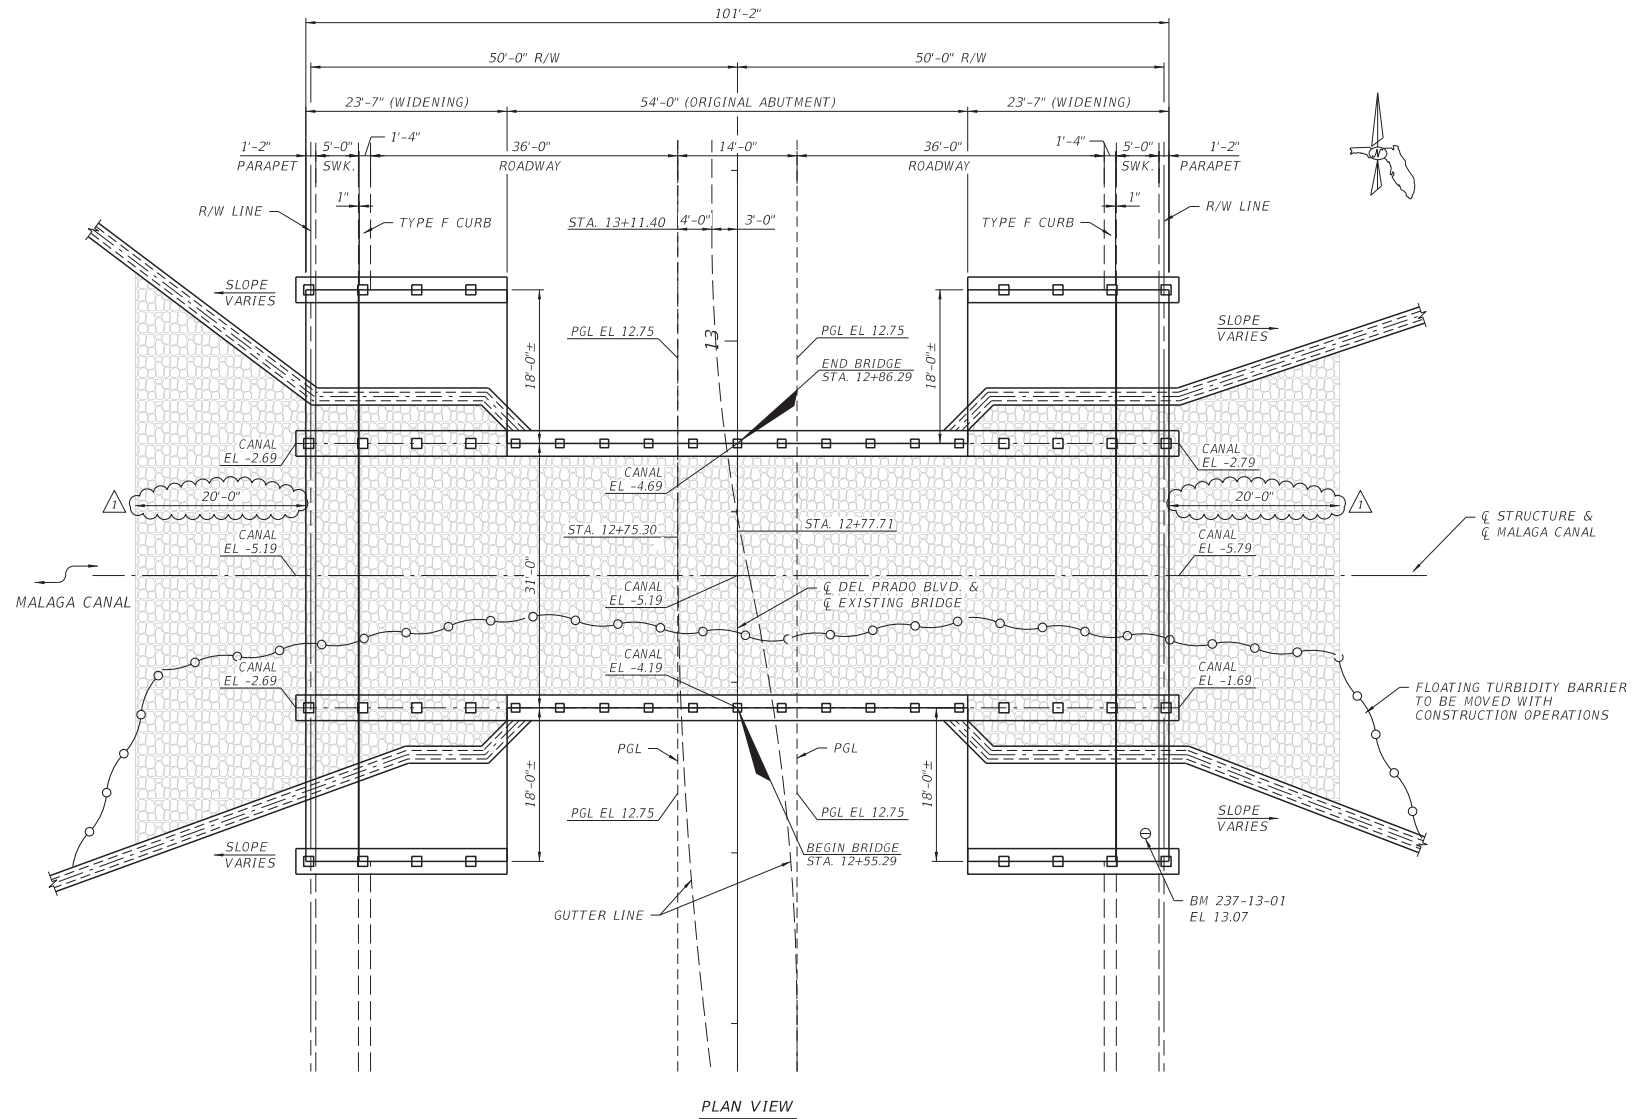 101'-2"
50'-0" R/W
50'-0" R/W
23'-7" (WIDENING)
54'-0" (ORIGINAL ABUTMENT)
23'-7" (WIDENING)
1'-2"
PARAPET
5'-0"
SWK.
1'-4"
36'-0"
ROADWAY
14'-0"
36'-0"
ROADWAY
1'-4"
5'-0"
SWK.
1'-2"
PARAPET
N
1"
1"
R/W LINE
TYPE F CURB
STA. 13+11.40
4'-0"
3'-0"
TYPE F CURB
R/W LINE
SLOPE
VARIES
18'-0"±
PGL EL 12.75
13
PGL EL 12.75
END BRIDGE
STA. 12+86.29
18'-0"±
SLOPE
VARIES
CANAL
EL -2.69
CANAL
EL -4.69
CANAL
EL -2.79
1
20'-0"
20'-0"
1
STA. 12+75.30
STA. 12+77.71
CANAL
EL -5.19
CANAL
EL -5.79
℄ STRUCTURE &
℄ MALAGA CANAL
MALAGA CANAL
31'-0"
CANAL
EL -5.19
℄ DEL PRADO BLVD. &
℄ EXISTING BRIDGE
CANAL
EL -2.69
CANAL
EL -4.19
CANAL
EL -1.69
FLOATING TURBIDITY BARRIER
TO BE MOVED WITH
CONSTRUCTION OPERATIONS
PGL
PGL
18'-0"±
18'-0"±
PGL EL 12.75
PGL EL 12.75
SLOPE
VARIES
SLOPE
VARIES
BEGIN BRIDGE
STA. 12+55.29
GUTTER LINE
BM 237-13-01
EL 13.07
PLAN VIEW